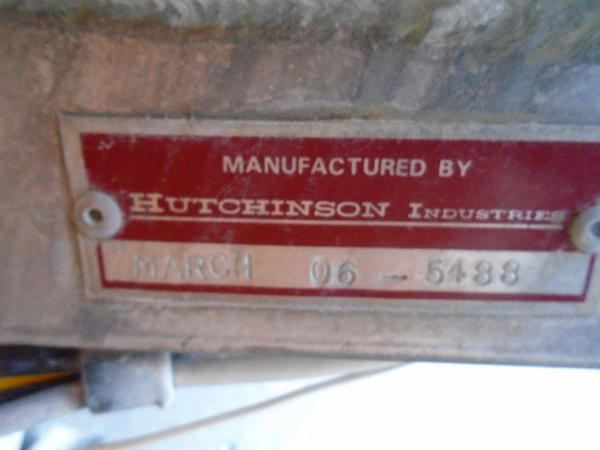 MANUFACTURED BY
HUTCHINSON INDUSTRIES
MARCH 06 - 5488